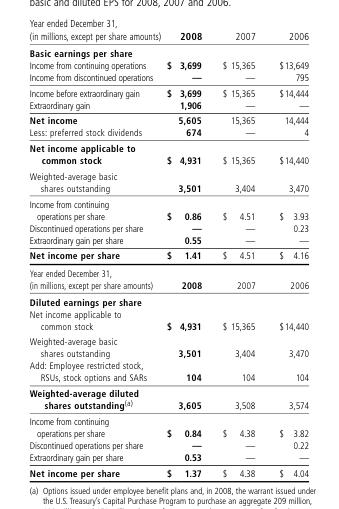 basic and diluted EPS for 2008, 2007 and 2006.
Year ended December 31,
(in millions, except per share amounts) 2008 2007 2006
Basic earnings per share
Income from continuing operations $ 3,699 $ 15,365 $13,649
Income from discontinued operations — — 795
Income before extraordinary gain $ 3,699 $ 15,365 $14,444
Extraordinary gain 1,906 — —
Net income 5,605 15,365 14,444
Less: preferred stock dividends 674 — 4
Net income applicable to
common stock $ 4,931 $ 15,365 $14,440
Weighted-average basic
shares outstanding 3,501 3,404 3,470
Income from continuing
operations per share $ 0.86 $ 4.51 $ 3.93
Discontinued operations per share — — 0.23
Extraordinary gain per share 0.55 — —
Net income per share $ 1.41 $ 4.51 $ 4.16
Year ended December 31,
(in millions, except per share amounts) 2008 2007 2006
Diluted earnings per share
Net income applicable to
common stock $ 4,931 $ 15,365 $14,440
Weighted-average basic
shares outstanding 3,501 3,404 3,470
Add: Employee restricted stock,
RSUs, stock options and SARs 104 104 104
Weighted-average diluted
shares outstanding(a) 3,605 3,508 3,574
Income from continuing
operations per share $ 0.84 $ 4.38 $ 3.82
Discontinued operations per share — — 0.22
Extraordinary gain per share 0.53 — —
Net income per share $ 1.37 $ 4.38 $ 4.04
(a) Options issued under employee benefit plans and, in 2008, the warrant issued under
the U.S. Treasury's Capital Purchase Program to purchase an aggregate 209 million,